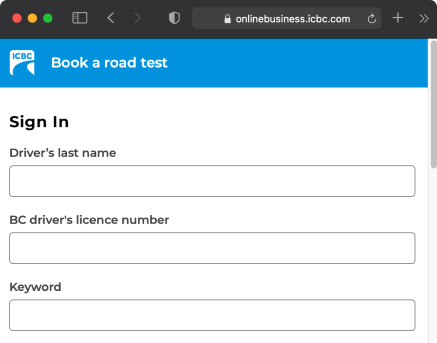 onlinebusiness.icbc.com
ICBC
Book a road test
Sign In
Driver's last name
BC driver's licence number
Keyword